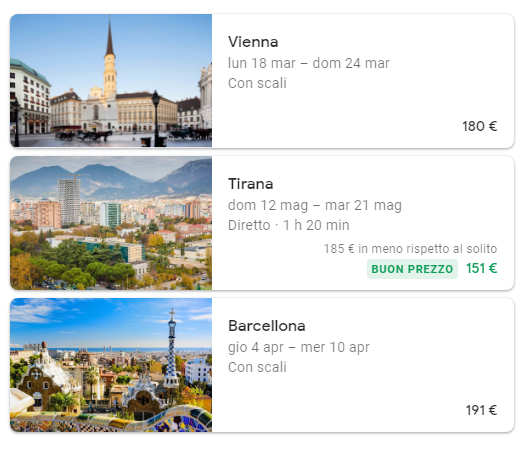 Vienna
lun 18 mar – dom 24 mar
Con scali
180 €
Tirana
dom 12 mag – mar 21 mag
Diretto · 1 h 20 min
185 € in meno rispetto al solito
BUON PREZZO 151 €
Barcellona
gio 4 apr – mer 10 apr
Con scali
191 €